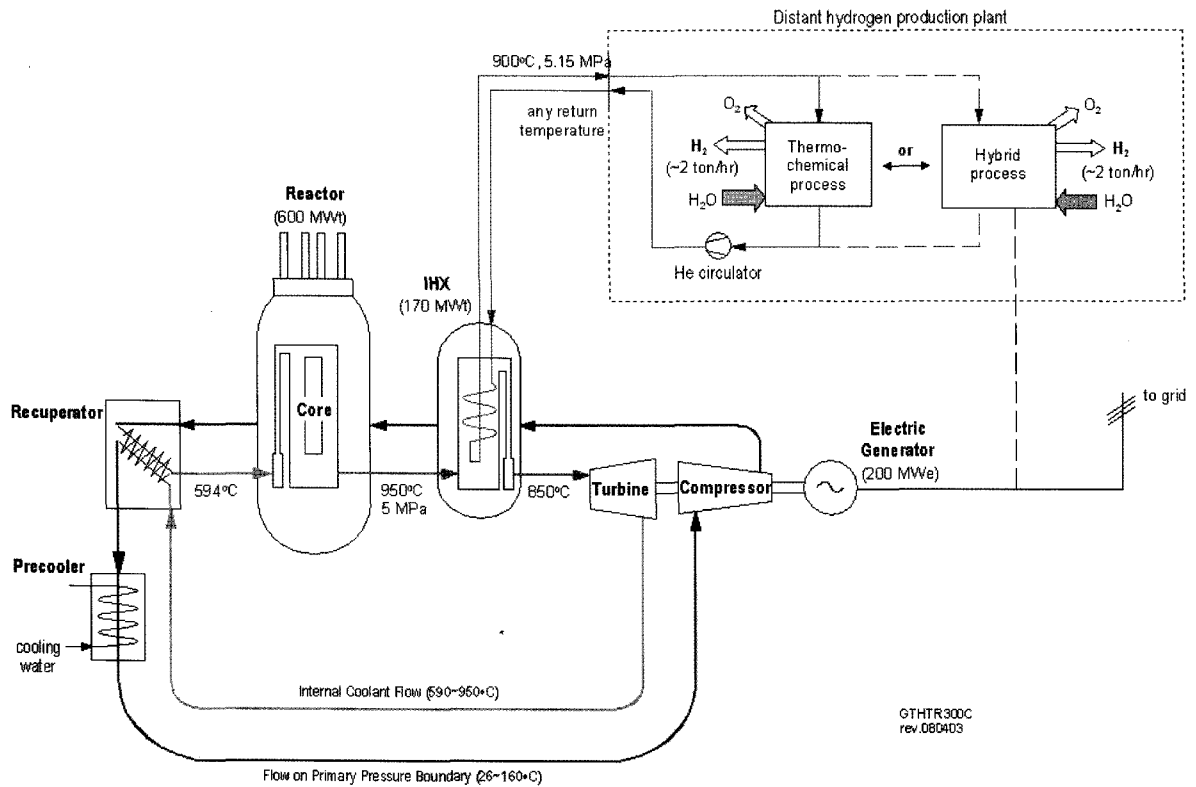 Distant hydrogen production plant
900°C, 5.15 MPa
any return
temperature
O2
H2
(~2 ton/hr)
H2O
Thermo-
chemical
process
or
Hybrid
process
O2
H2
(~2 ton/hr)
H2O
He circulator
Reactor
(600 MWt)
IHX
(170 MWt)
Recuperator
Core
594°C
950°C
5 MPa
850°C
Turbine
Compressor
Electric
Generator
(200 MWe)
to grid
Precooler
cooling
water
Internal Coolant Flow (590~950°C)
Flow on Primary Pressure Boundary (26~160°C)
GTHTR300C
rev.080403